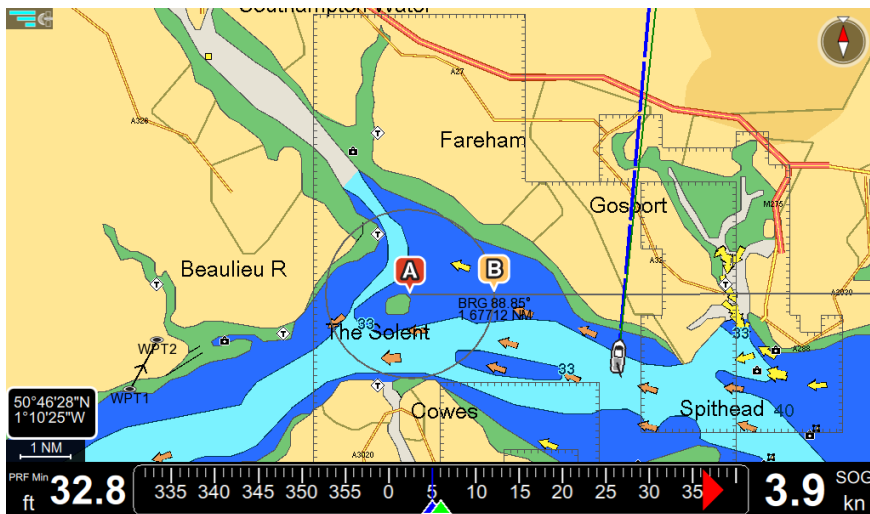 Southampton Water
A27
A326
Fareham
M275
Gosport
A32
Beaulieu R
A
B
BRG 88.85°
1.67712 NM
A2030
33
The Solent
33
WPT2
A288
33
WPT1
50°46'28"N
1°10'25"W
Cowes
Spithead 40
1 NM
A3020
PRF Min
ft
32.8
335 340 345 350 355 0 5 10 15 20 25 30 35
3.9
SOG
kn